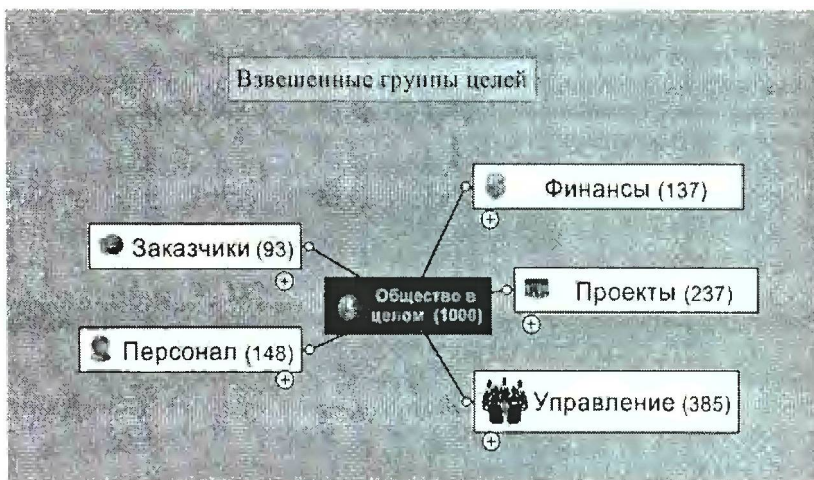 Взвешенные группы целей
Финансы (137)
Заказчики (93)
Общество в
целом (1000)
Проекты (237)
Персонал (148)
Управление (385)